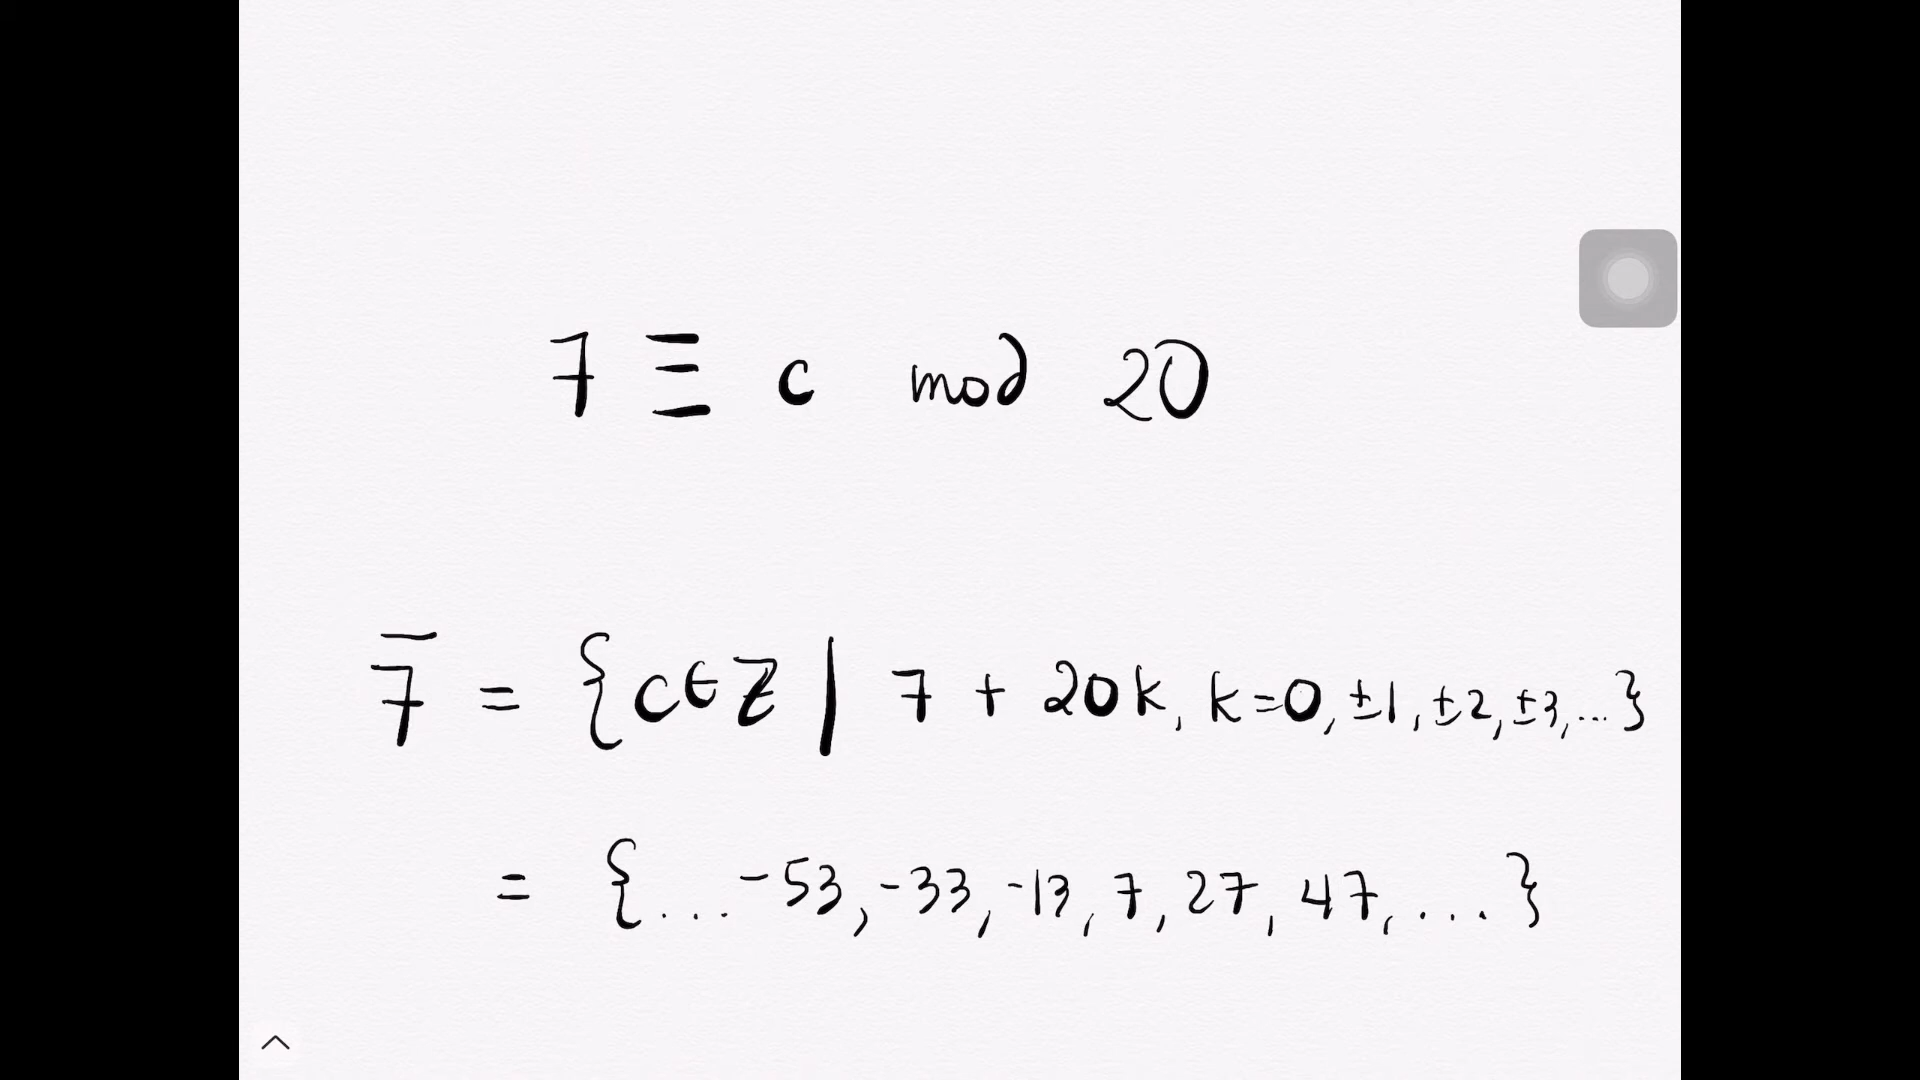 7 ≡ c mod 20
7̅ = {c∈Z | 7 + 20k, k=0, ±1, ±2, ±3, ...}
= {... -53, -33, -13, 7, 27, 47, ...}